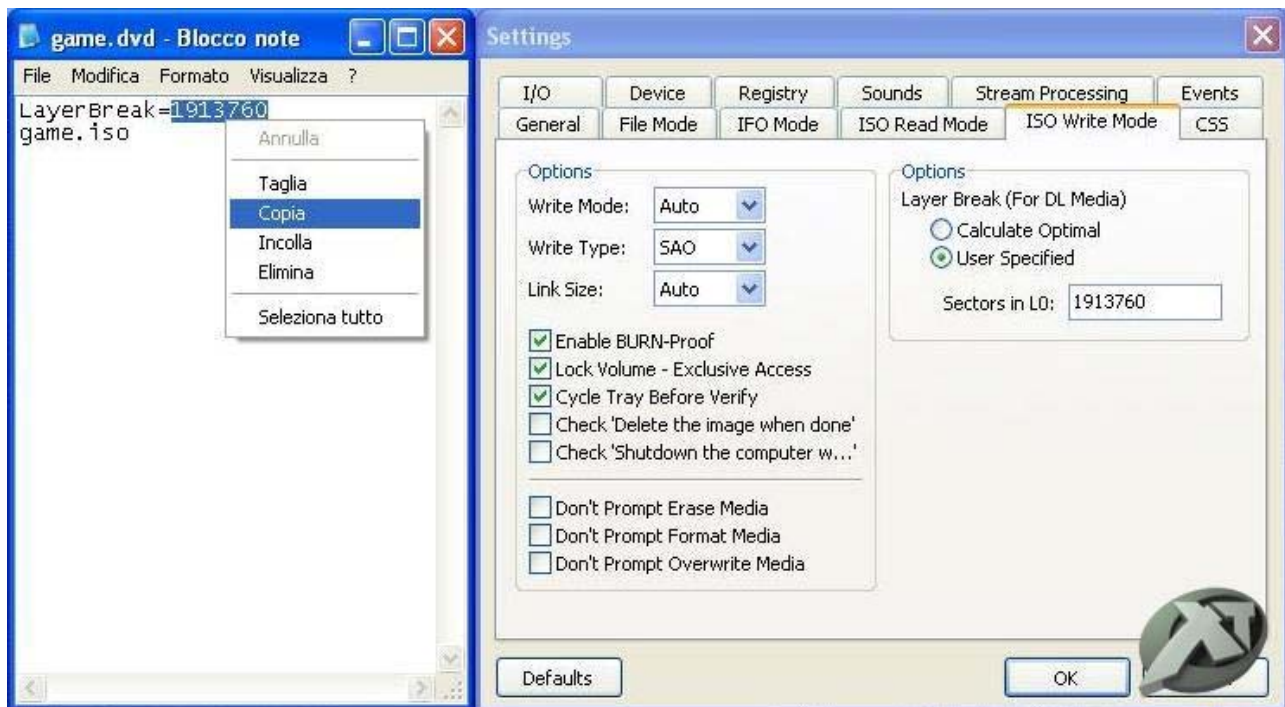 game.dvd - Blocco note
File Modifica Formato Visualizza ?
LayerBreak=1913760
game.iso
Annulla
Taglia
Copia
Incolla
Elimina
Seleziona tutto
Settings
I/O Device Registry Sounds Stream Processing Events
General File Mode IFO Mode ISO Read Mode ISO Write Mode CSS
Options
Write Mode: Auto
Write Type: SAO
Link Size: Auto
Enable BURN-Proof
Lock Volume - Exclusive Access
Cycle Tray Before Verify
Check 'Delete the image when done'
Check 'Shutdown the computer w...'
Don't Prompt Erase Media
Don't Prompt Format Media
Don't Prompt Overwrite Media
Options
Layer Break (For DL Media)
Calculate Optimal
User Specified
Sectors in L0: 1913760
Defaults
OK
XT